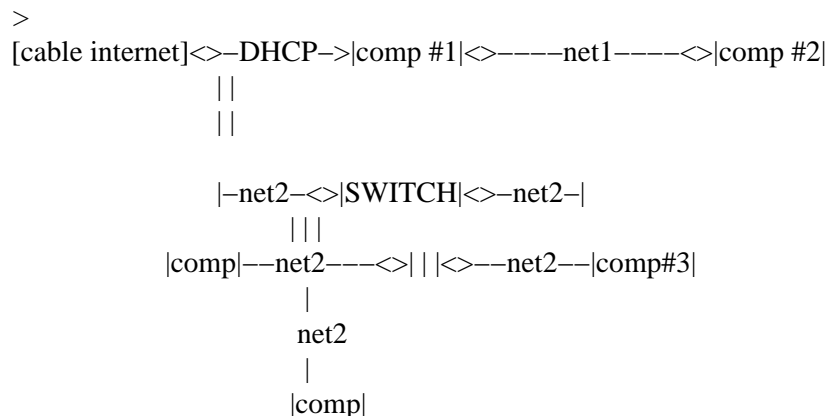 >
[cable internet]<>−DHCP−>|comp #1|<>−−−−net1−−−−<>|comp #2|
| |
| |
|−net2−<>|SWITCH|<>−net2−|
| | |
|comp|−−net2−−−<>| | |<>−−net2−−|comp#3|
|
net2
|
|comp|